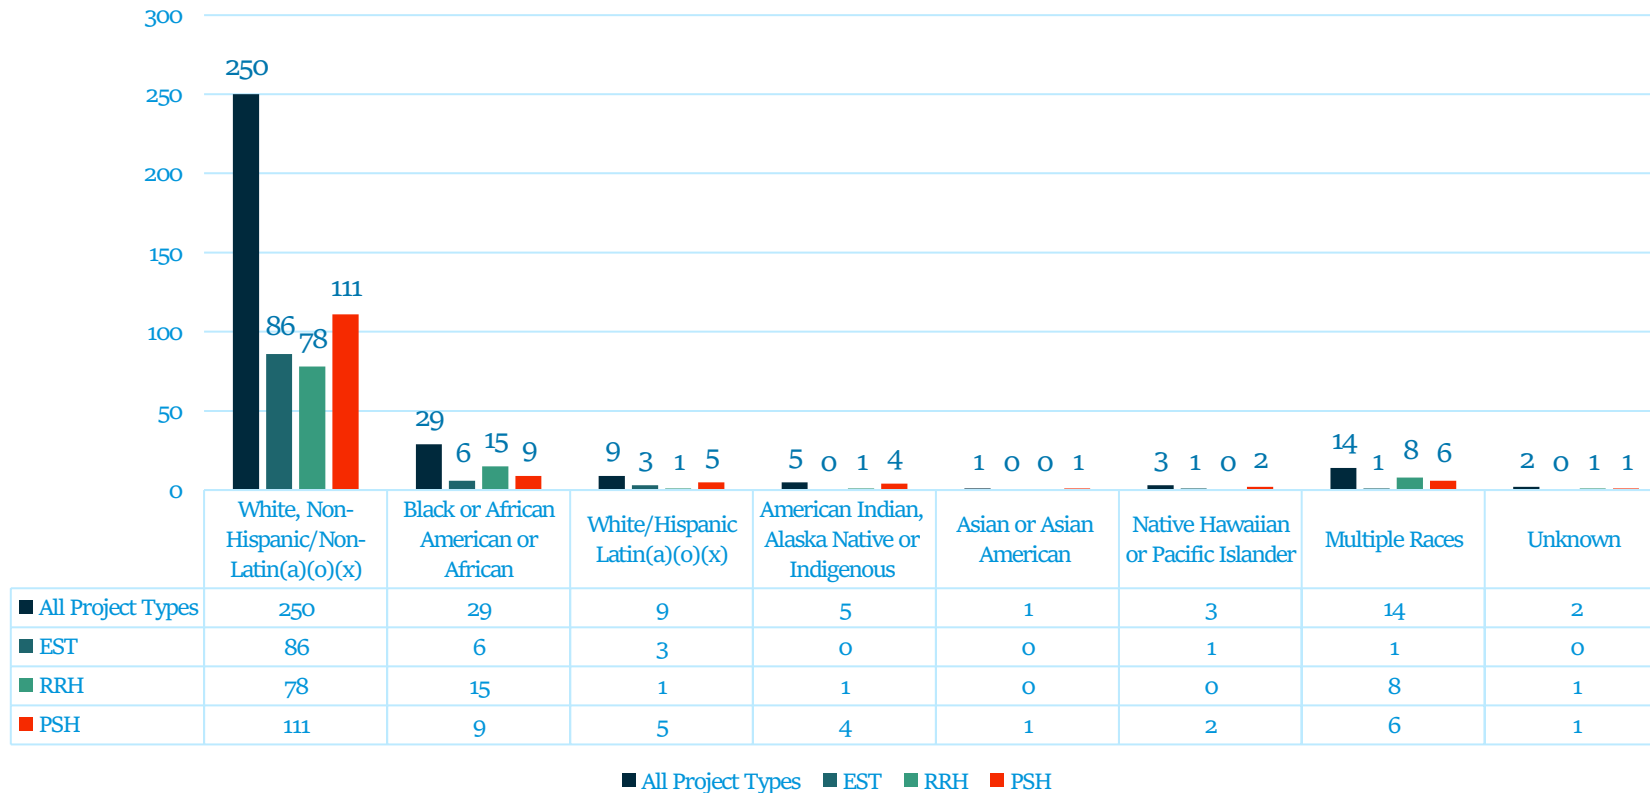 300
250
200
150
100
50
0
250
86
78
111
29
6
15
9
9
3
1
5
5
0
1
4
1
0
0
1
3
1
0
2
14
1
8
6
2
0
1
1
White, Non-
Hispanic/Non-
Latin(a)(o)(x)
Black or African
American or
African
White/Hispanic
Latin(a)(o)(x)
American Indian,
Alaska Native or
Indigenous
Asian or Asian
American
Native Hawaiian
or Pacific Islander
Multiple Races
Unknown
All Project Types 250 29 9 5 1 3 14 2
EST 86 6 3 0 0 1 1 0
RRH 78 15 1 1 0 0 8 1
PSH 111 9 5 4 1 2 6 1
All Project Types EST RRH PSH